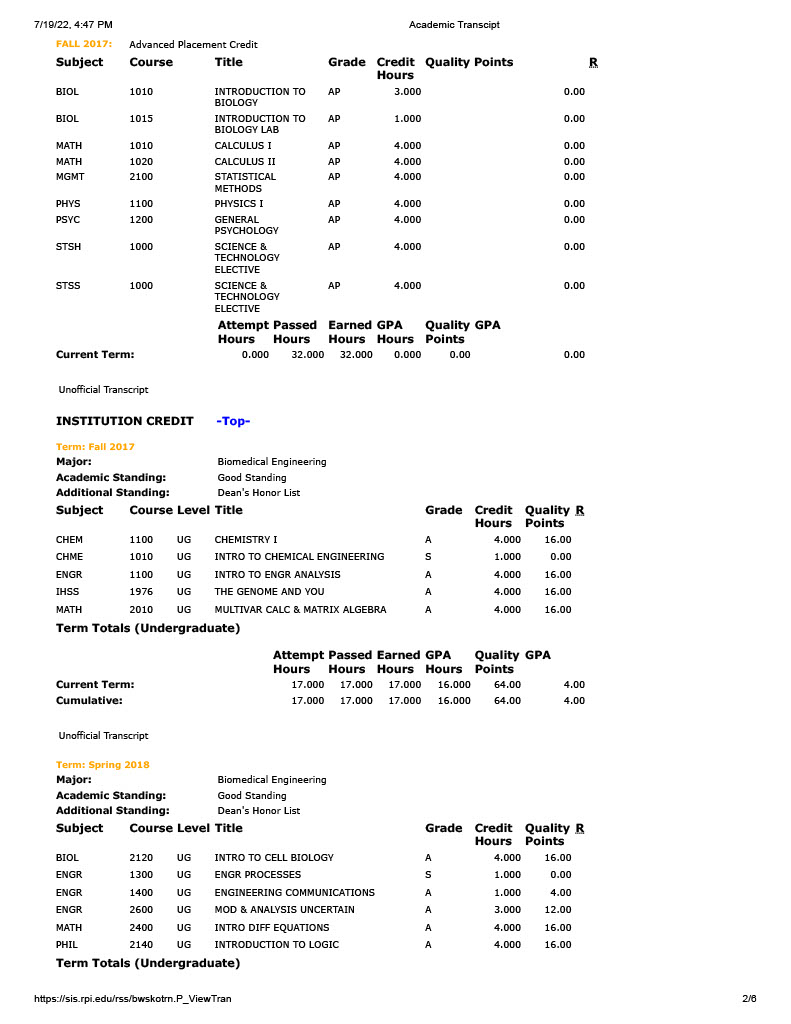 7/19/22, 4:47 PM Academic Transcipt
FALL 2017: Advanced Placement Credit
Subject Course Title Grade Credit Hours Quality Points R
BIOL 1010 INTRODUCTION TO BIOLOGY AP 3.000 0.00
BIOL 1015 INTRODUCTION TO BIOLOGY LAB AP 1.000 0.00
MATH 1010 CALCULUS I AP 4.000 0.00
MATH 1020 CALCULUS II AP 4.000 0.00
MGMT 2100 STATISTICAL METHODS AP 4.000 0.00
PHYS 1100 PHYSICS I AP 4.000 0.00
PSYC 1200 GENERAL PSYCHOLOGY AP 4.000 0.00
STSH 1000 SCIENCE & TECHNOLOGY ELECTIVE AP 4.000 0.00
STSS 1000 SCIENCE & TECHNOLOGY ELECTIVE AP 4.000 0.00
Attempt Hours Passed Hours Earned Hours GPA Hours Quality Points GPA
Current Term: 0.000 32.000 32.000 0.000 0.00 0.00
Unofficial Transcript
INSTITUTION CREDIT -Top-
Term: Fall 2017
Major: Biomedical Engineering
Academic Standing: Good Standing
Additional Standing: Dean's Honor List
Subject Course Level Title Grade Credit Hours Quality Points R
CHEM 1100 UG CHEMISTRY I A 4.000 16.00
CHME 1010 UG INTRO TO CHEMICAL ENGINEERING S 1.000 0.00
ENGR 1100 UG INTRO TO ENGR ANALYSIS A 4.000 16.00
IHSS 1976 UG THE GENOME AND YOU A 4.000 16.00
MATH 2010 UG MULTIVAR CALC & MATRIX ALGEBRA A 4.000 16.00
Term Totals (Undergraduate)
Attempt Hours Passed Hours Earned Hours GPA Hours Quality Points GPA
Current Term: 17.000 17.000 17.000 16.000 64.00 4.00
Cumulative: 17.000 17.000 17.000 16.000 64.00 4.00
Unofficial Transcript
Term: Spring 2018
Major: Biomedical Engineering
Academic Standing: Good Standing
Additional Standing: Dean's Honor List
Subject Course Level Title Grade Credit Hours Quality Points R
BIOL 2120 UG INTRO TO CELL BIOLOGY A 4.000 16.00
ENGR 1300 UG ENGR PROCESSES S 1.000 0.00
ENGR 1400 UG ENGINEERING COMMUNICATIONS A 1.000 4.00
ENGR 2600 UG MOD & ANALYSIS UNCERTAIN A 3.000 12.00
MATH 2400 UG INTRO DIFF EQUATIONS A 4.000 16.00
PHIL 2140 UG INTRODUCTION TO LOGIC A 4.000 16.00
Term Totals (Undergraduate)
https://sis.rpi.edu/rss/bwskotrn.P_ViewTran 2/6